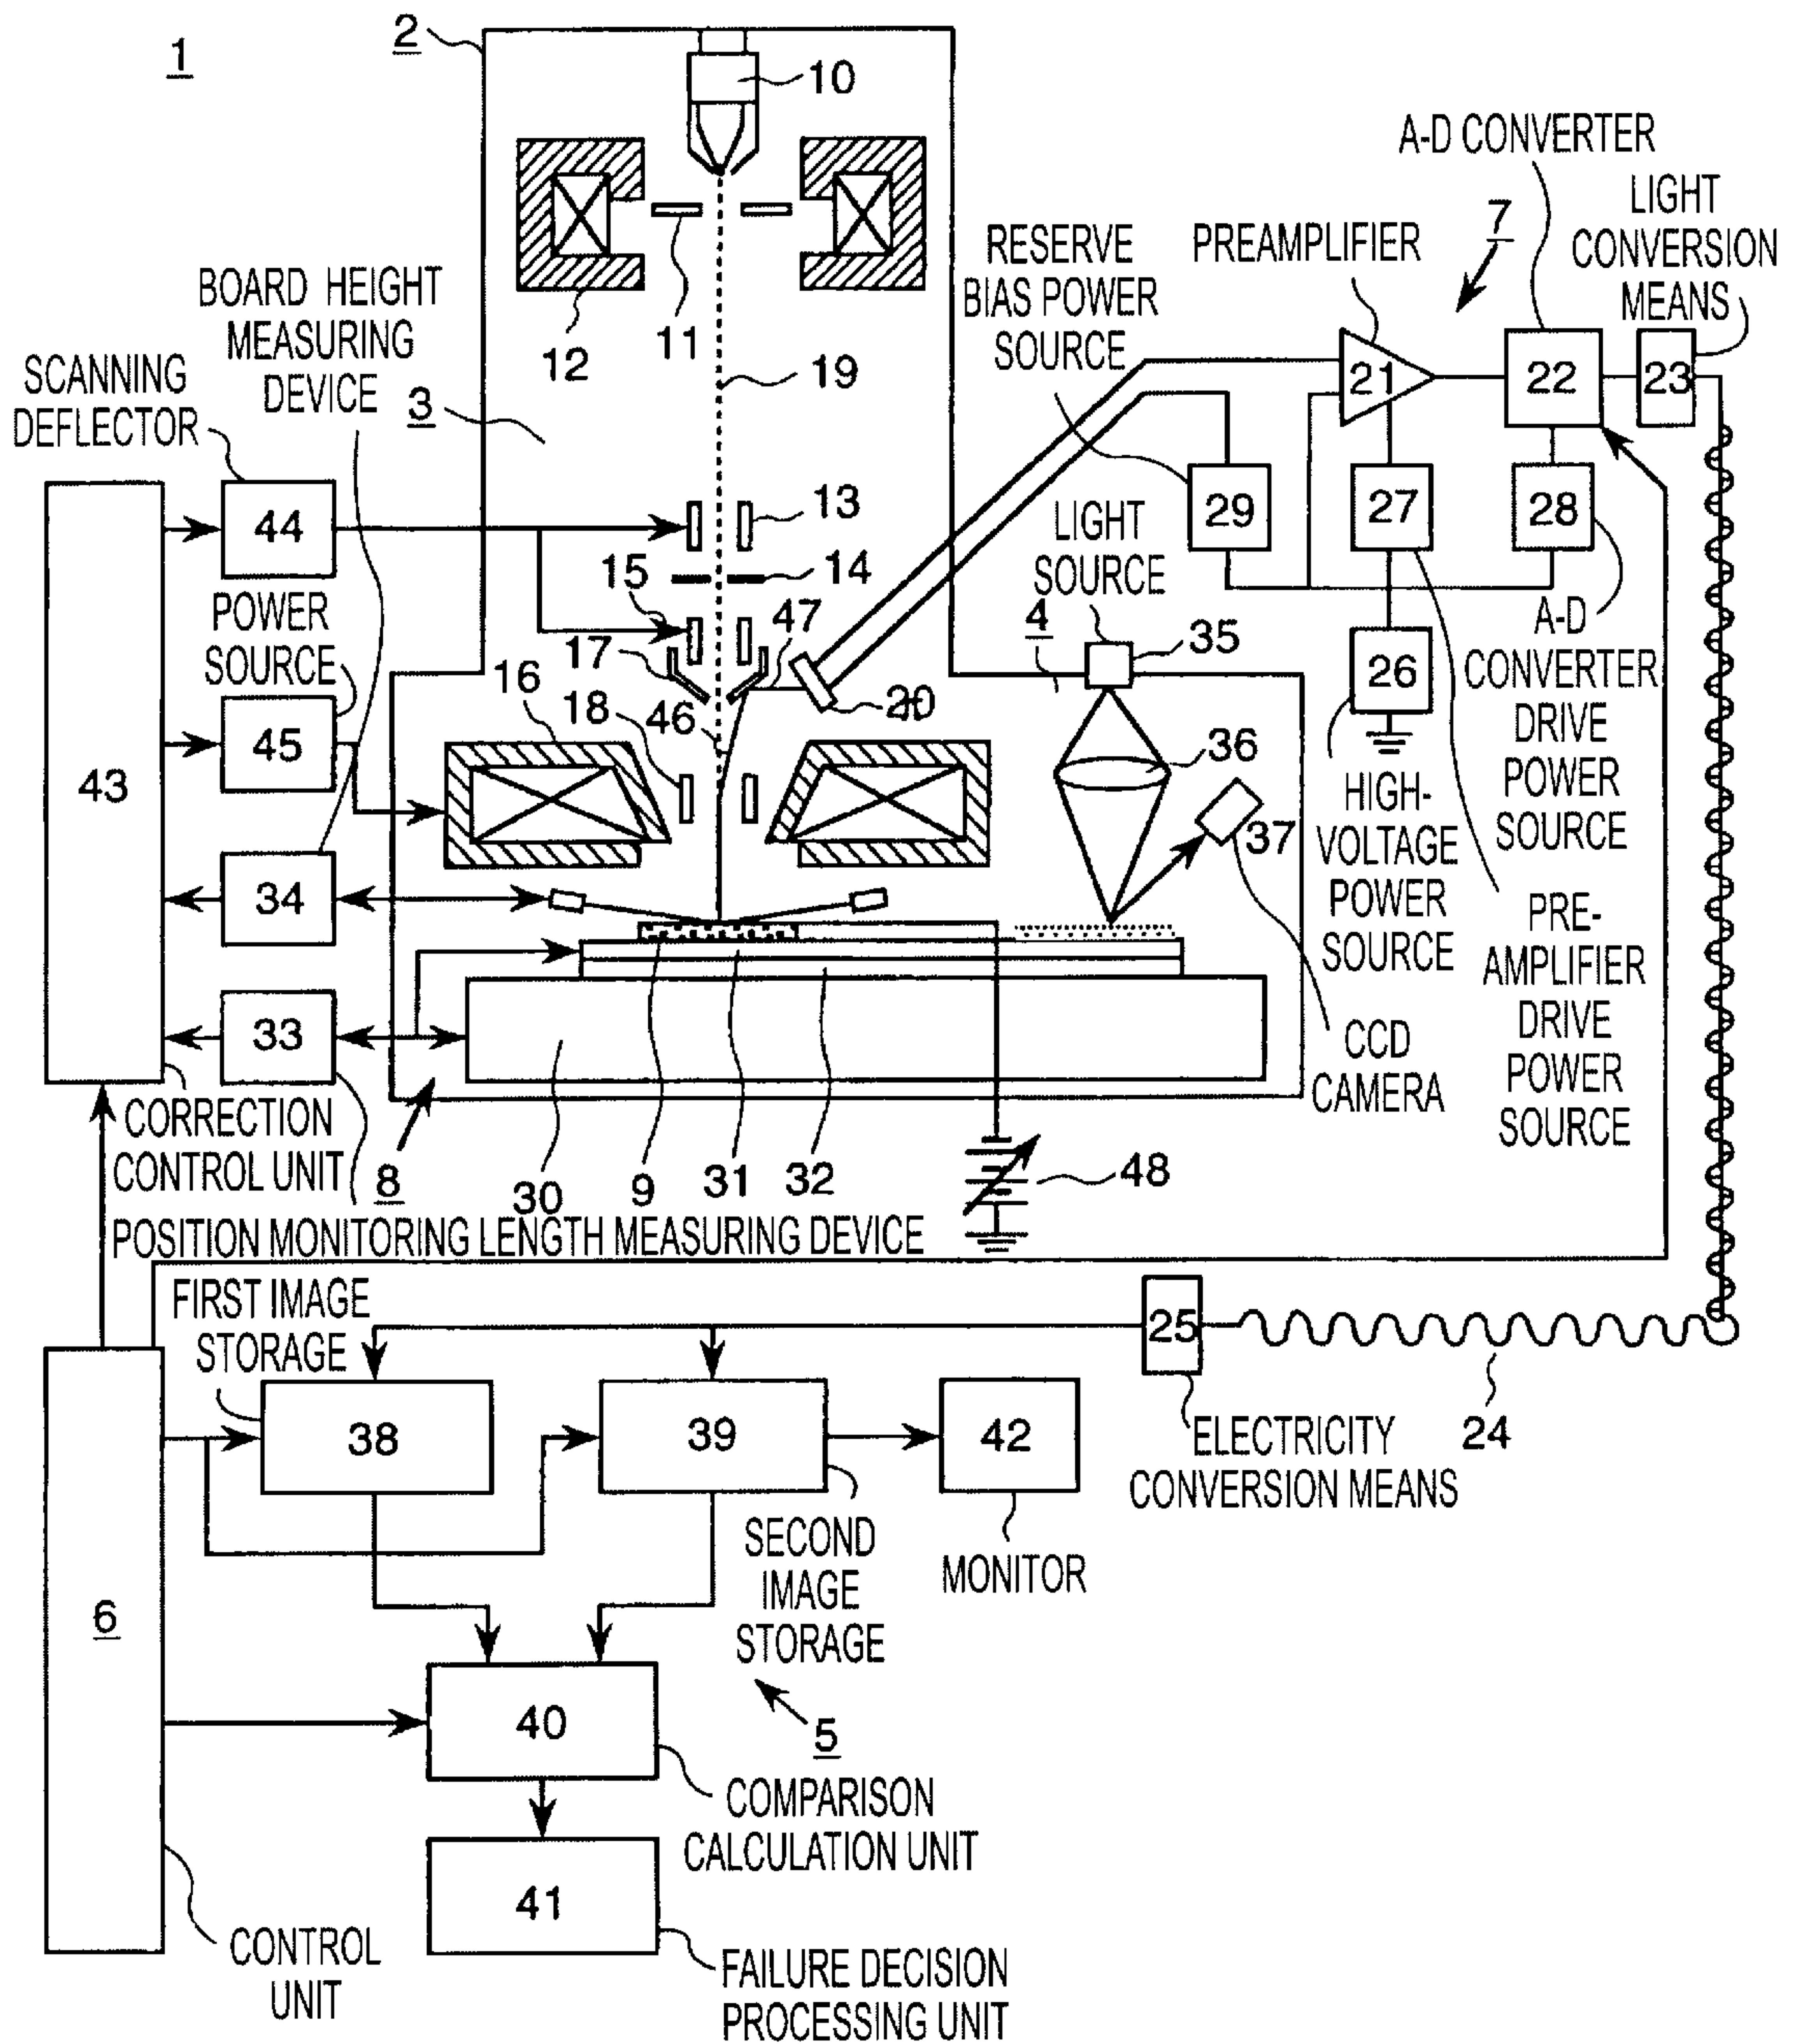 1
2
10
A-D CONVERTER
LIGHT
CONVERSION
MEANS
7
PREAMPLIFIER
RESERVE
BIAS POWER
SOURCE
BOARD HEIGHT
MEASURING
DEVICE
12
11
19
SCANNING
DEFLECTOR
3
21
22
23
44
13
29
27
28
LIGHT
SOURCE
15
14
POWER
SOURCE
47
4
35
A-D
CONVERTER
DRIVE
POWER
SOURCE
17
16
26
20
18
46
45
43
36
37
HIGH-
VOLTAGE
POWER
SOURCE
34
PRE-
AMPLIFIER
DRIVE
POWER
SOURCE
33
CCD
CAMERA
CORRECTION
CONTROL UNIT
8
30
9
31
32
48
POSITION MONITORING LENGTH MEASURING DEVICE
FIRST IMAGE
STORAGE
25
24
38
39
42
ELECTRICITY
CONVERSION MEANS
SECOND
IMAGE
STORAGE
MONITOR
6
40
5
COMPARISON
CALCULATION UNIT
41
CONTROL
UNIT
FAILURE DECISION
PROCESSING UNIT